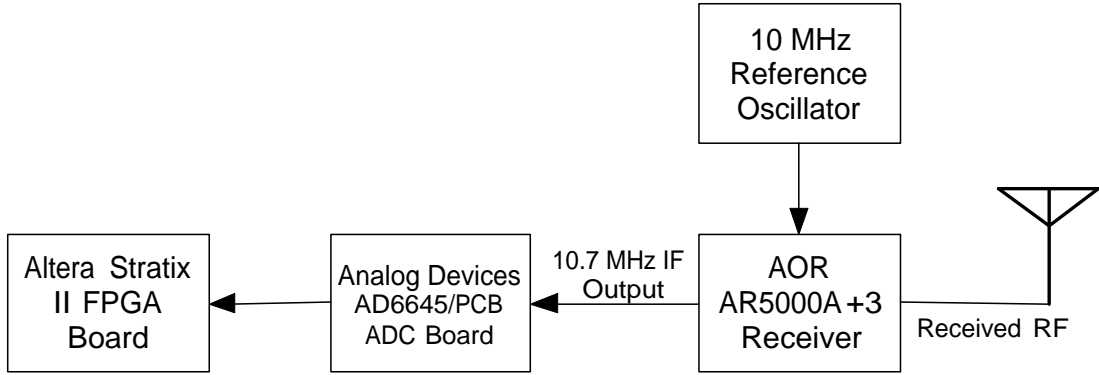 10 MHz
Reference
Oscillator
Altera Stratix
II FPGA
Board
Analog Devices
AD6645/PCB
ADC Board
10.7 MHz IF
Output
AOR
AR5000A +3
Receiver
Received RF